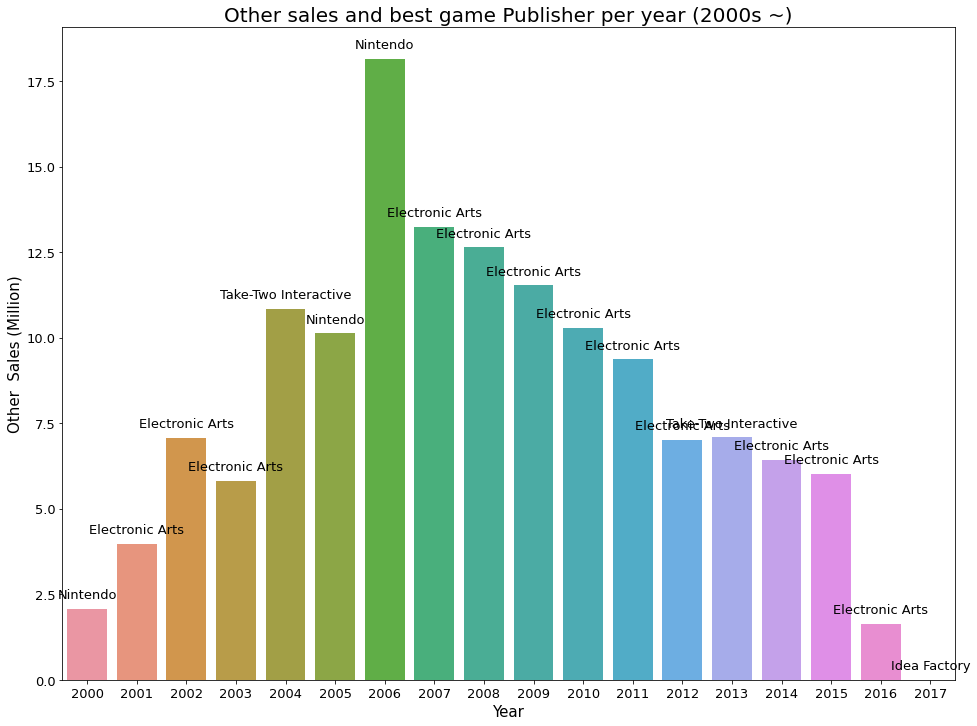 Other sales and best game Publisher per year (2000s ~)
Nintendo
17.5
15.0
Electronic Arts
Electronic Arts
12.5
Electronic Arts
Take-Two Interactive
Electronic Arts
Nintendo
10.0
Electronic Arts
Other  Sales (Million)
7.5
Electronic Arts
Electronic Arts
Take-Two Interactive
Electronic Arts
Electronic Arts
Electronic Arts
5.0
Electronic Arts
2.5
Nintendo
Electronic Arts
Idea Factory
0.0
2000 2001 2002 2003 2004 2005 2006 2007 2008 2009 2010 2011 2012 2013 2014 2015 2016 2017
Year